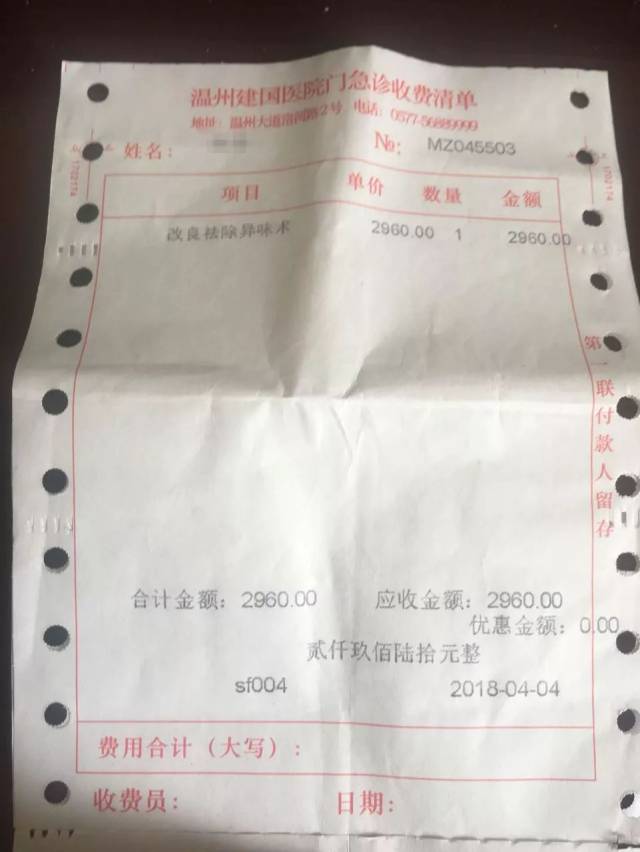 温州建国医院门急诊收费清单
地址: 温州大道洛河路2号 电话: 0577-56889999
姓名: №: MZ045503
项目 单价 数量 金额
改良祛除异味术 2960.00 1 2960.00
第一联付款人留存
合计金额: 2960.00 应收金额: 2960.00
优惠金额: 0.00
贰仟玖佰陆拾元整
sf004 2018-04-04
费用合计（大写）:
收费员: 日期:
1702174
1702174